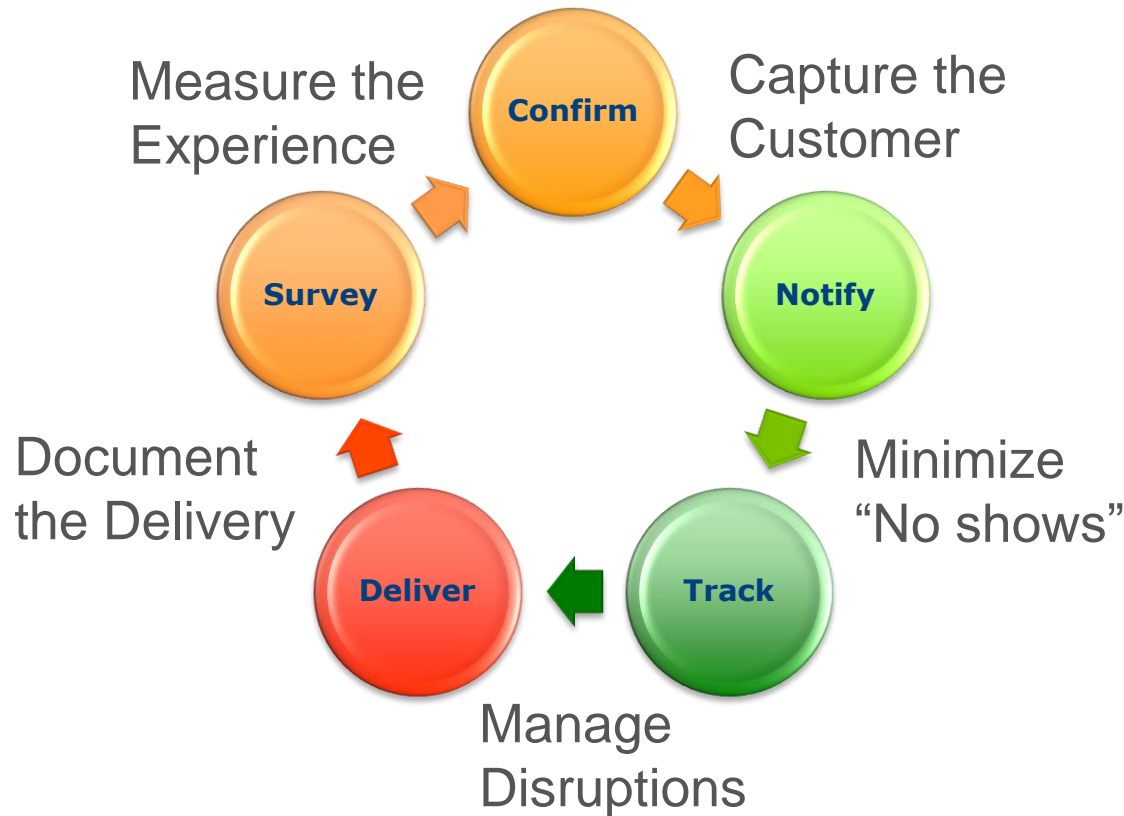 Confirm
Capture the
Customer
Notify
Minimize
“No shows”
Track
Manage
Disruptions
Deliver
Document
the Delivery
Survey
Measure the
Experience